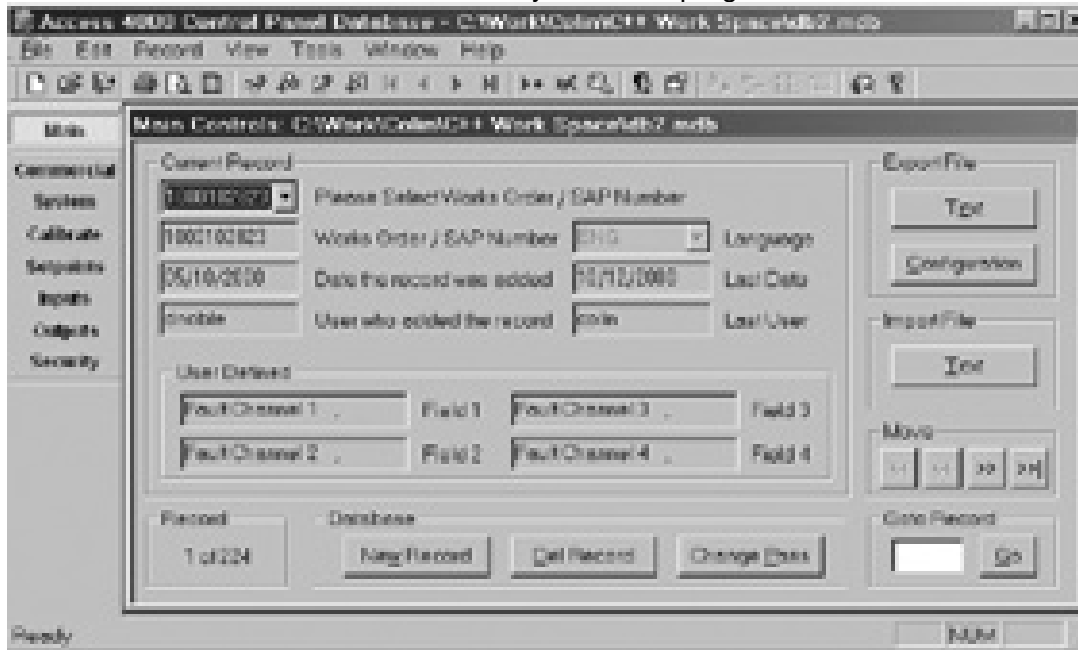 Access 4000 Control Panel Database - C:\Work\Colin\C++ Work Space\db2.mdb
File Edit Record View Tools Window Help
Main
Commercial
System
Calibrate
Setpoints
Inputs
Outputs
Security
Main Controls: C:\Work\Colin\C++ Work Space\db2.mdb
Current Record
Please Select Works Order / SAP Number
Works Order / SAP Number ENG Language
05/10/2000 Date the record was added 10/12/2000 Last Date
dnoble User who added the record colin Last User
User Defined
Fault Channel 1 , Field 1 Fault Channel 3 , Field 3
Fault Channel 2 , Field 2 Fault Channel 4 , Field 4
Export File
Text
Configuration
Import File
Text
Move
<< >> >>|
Record
1 of 224
Database
New Record Del Record Change Pass
Goto Record
Go
Ready NUM